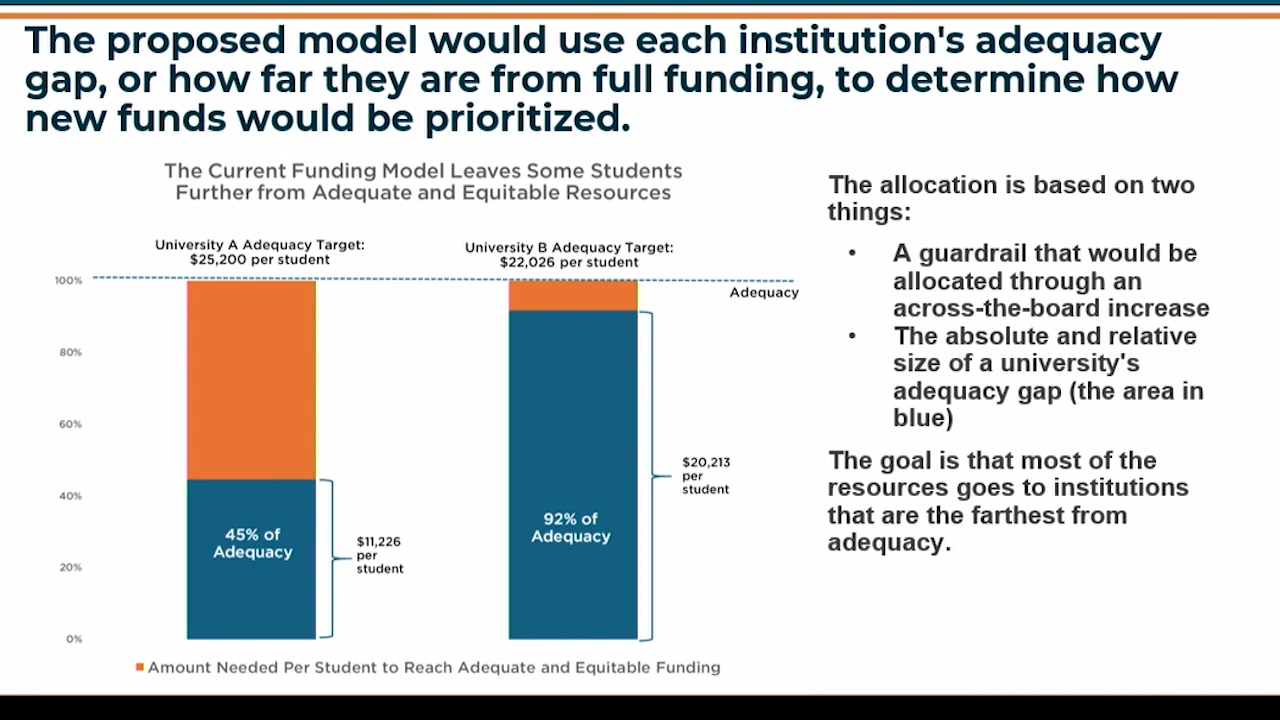 The proposed model would use each institution's adequacy
gap, or how far they are from full funding, to determine how
new funds would be prioritized.
The Current Funding Model Leaves Some Students
Further from Adequate and Equitable Resources
University A Adequacy Target:
$25,200 per student
University B Adequacy Target:
$22,026 per student
100%
Adequacy
80%
60%
40%
20%
0%
45% of
Adequacy
$11,226
per
student
92% of
Adequacy
$20,213
per
student
■ Amount Needed Per Student to Reach Adequate and Equitable Funding
The allocation is based on two
things:
• A guardrail that would be
allocated through an
across-the-board increase
• The absolute and relative
size of a university's
adequacy gap (the area in
blue)
The goal is that most of the
resources goes to institutions
that are the farthest from
adequacy.